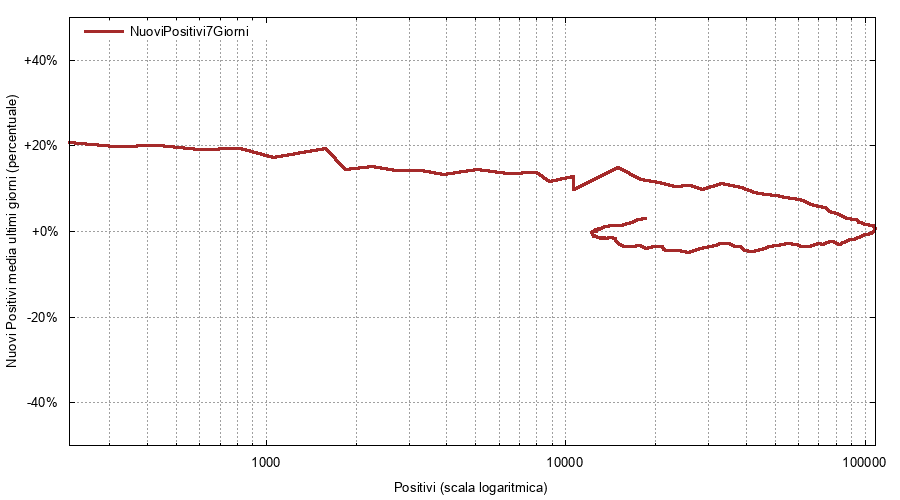 NuoviPositivi7Giorni
+40%
+20%
+0%
-20%
-40%
Nuovi Positivi media ultimi giorni (percentuale)
1000
10000
100000
Positivi (scala logaritmica)